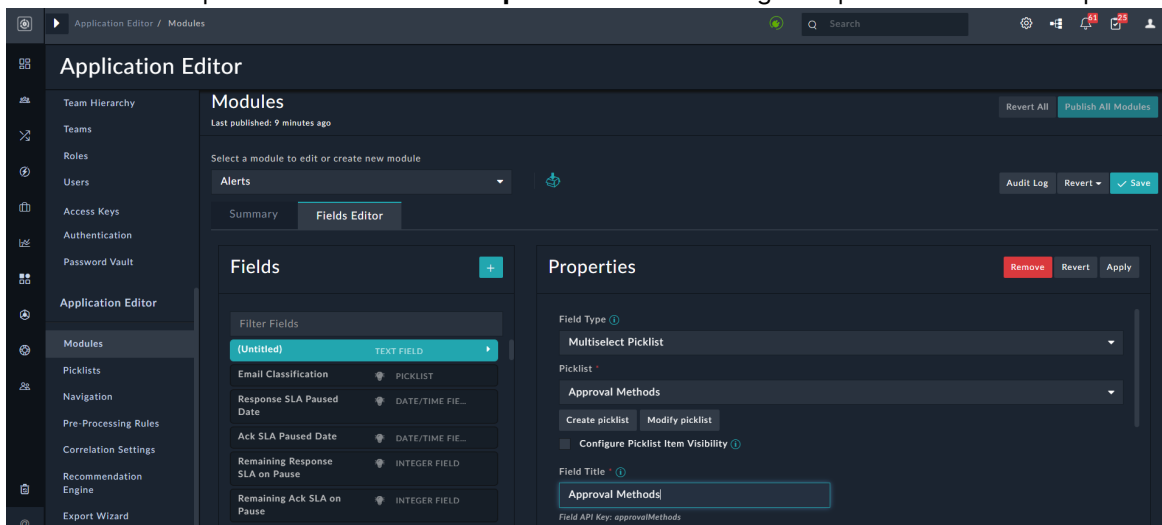 Application Editor / Modules
Search
61
25
Application Editor
Team Hierarchy
Teams
Roles
Users
Access Keys
Authentication
Password Vault
Application Editor
Modules
Picklists
Navigation
Pre-Processing Rules
Correlation Settings
Recommendation
Engine
Export Wizard
Modules
Last published: 9 minutes ago
Revert All
Publish All Modules
Select a module to edit or create new module
Alerts
Audit Log
Revert
Save
Summary
Fields Editor
Fields
+
Filter Fields
(Untitled) TEXT FIELD
Email Classification PICKLIST
Response SLA Paused
Date
DATE/TIME FIE...
Ack SLA Paused Date DATE/TIME FIE...
Remaining Response
SLA on Pause
INTEGER FIELD
Remaining Ack SLA on
Pause
INTEGER FIELD
Properties
Remove
Revert
Apply
Field Type
Multiselect Picklist
Picklist *
Approval Methods
Create picklist
Modify picklist
Configure Picklist Item Visibility
Field Title *
Approval Methods
Field API Key: approvalMethods